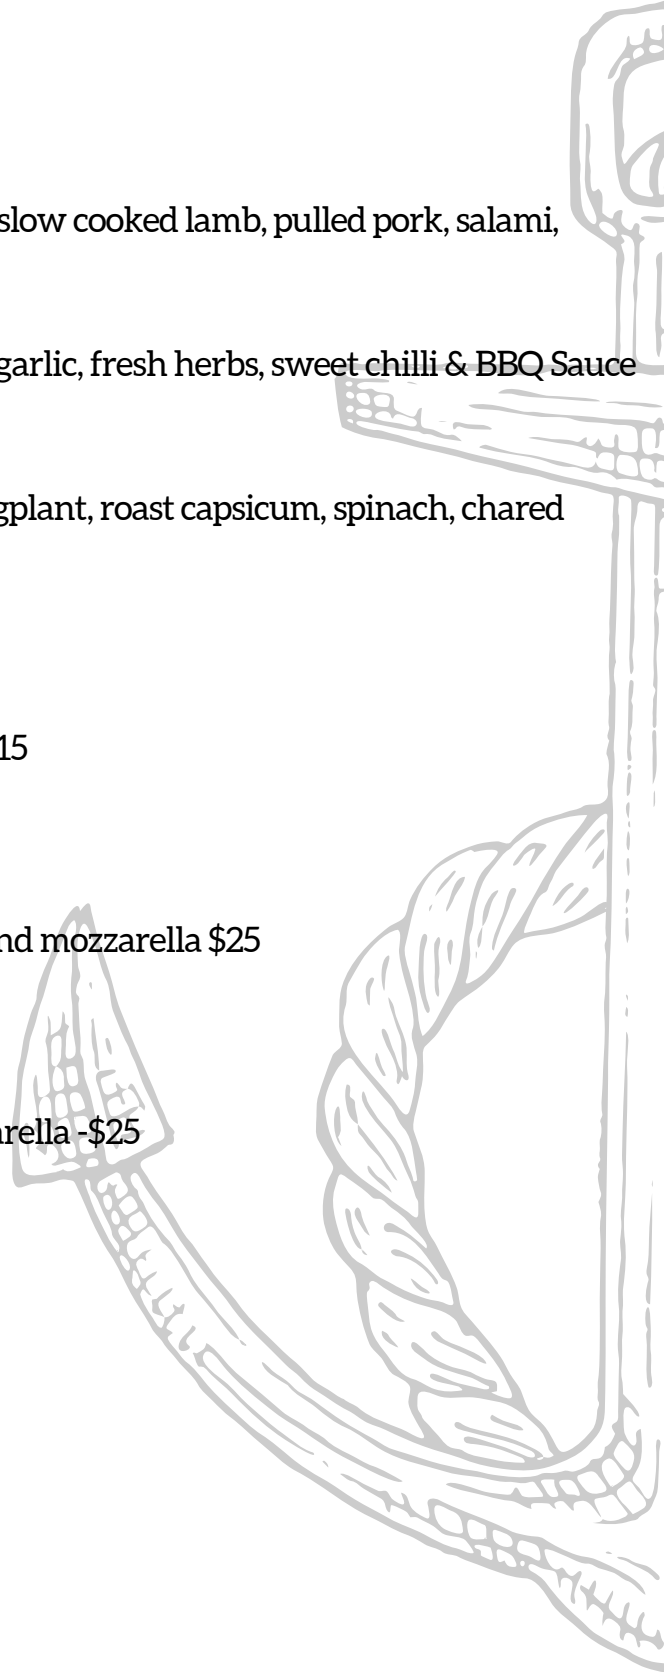 slow cooked lamb, pulled pork, salami,
garlic, fresh herbs, sweet chilli & BBQ Sauce
gplant, roast capsicum, spinach, chared
15
nd mozzarella $25
rella -$25